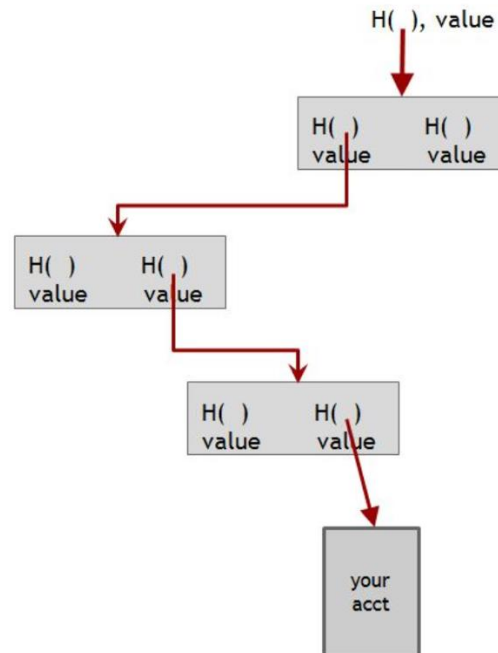 H( ), value
H( ) H( )
value value
H( ) H( )
value value
H( ) H( )
value value
your
acct